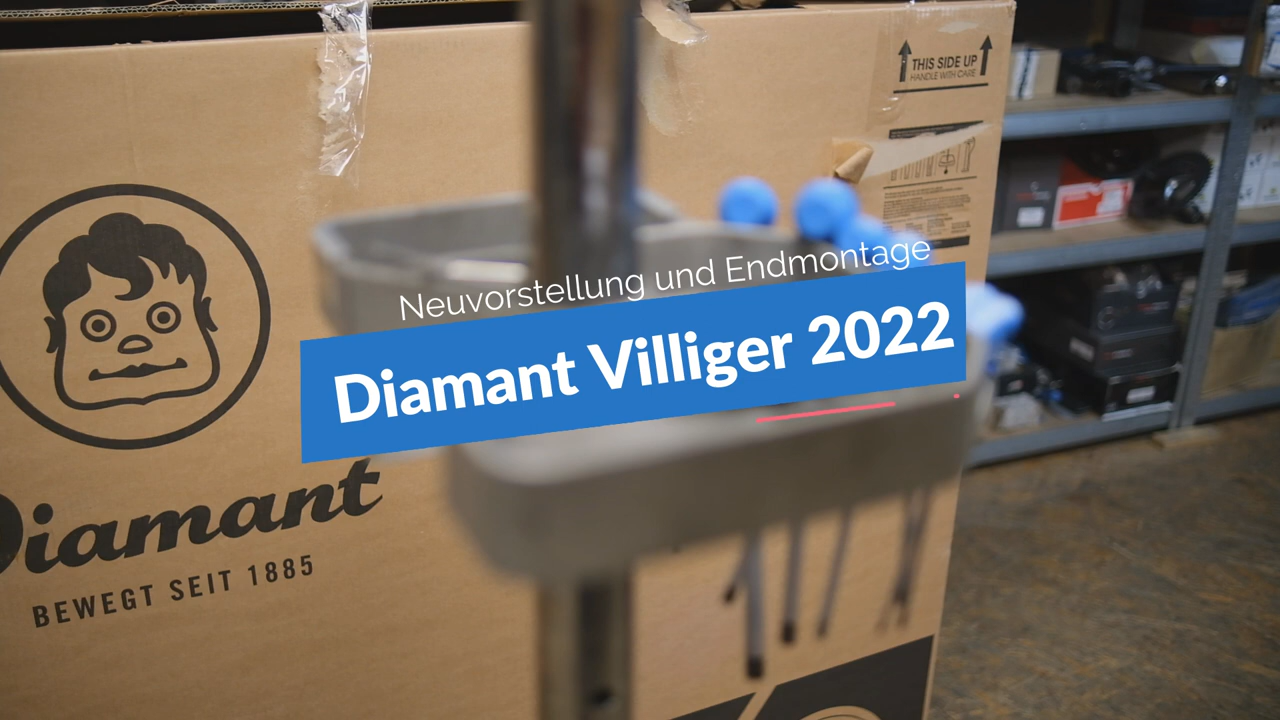 THIS SIDE UP
HANDLE WITH CARE
Neuvorstellung und Endmontage
Diamant Villiger 2022
Diamant
BEWEGT SEIT 1885